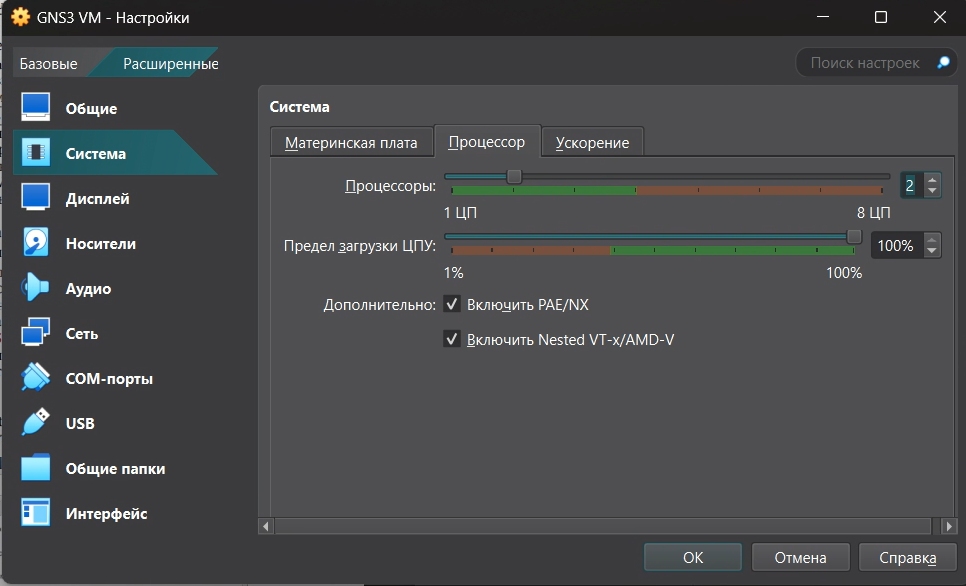 GNS3 VM - Настройки
Базовые
Расширенные
Поиск настроек
Общие
Система
Дисплей
Носители
Аудио
Сеть
COM-порты
USB
Общие папки
Интерфейс
Система
Материнская плата
Процессор
Ускорение
Процессоры:
2
1 ЦП
8 ЦП
Предел загрузки ЦПУ:
100%
1%
100%
Дополнительно:
Включить PAE/NX
Включить Nested VT-x/AMD-V
OK
Отмена
Справка